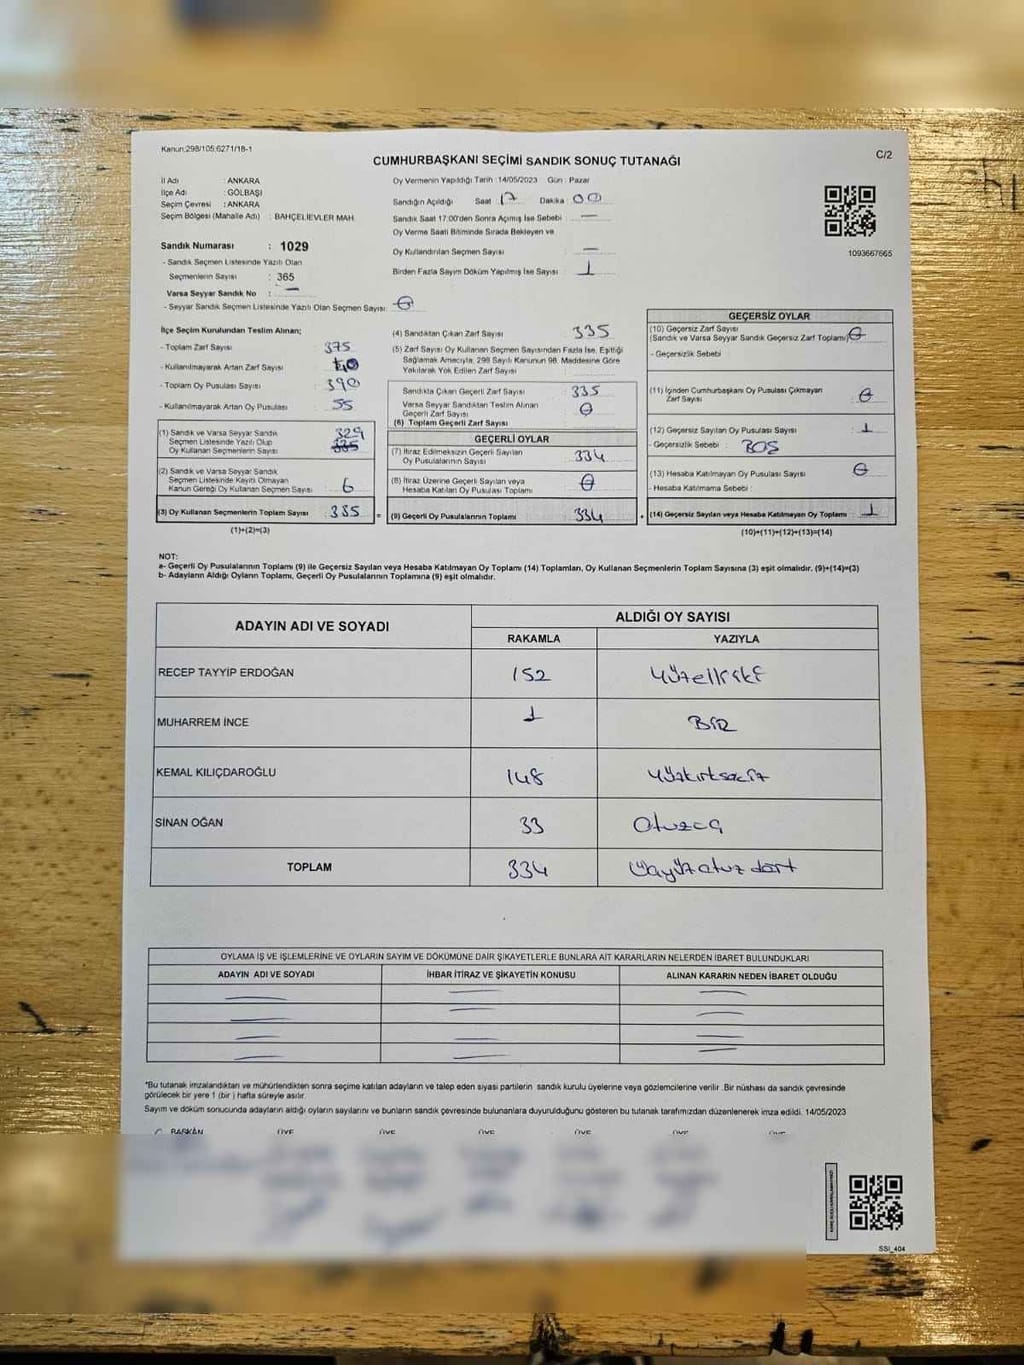 Kanun:298/105;6271/18-1
C/2
CUMHURBAŞKANI SEÇİMİ SANDIK SONUÇ TUTANAĞI
İl Adı : ANKARA
İlçe Adı : GÖLBAŞI
Seçim Çevresi : ANKARA
Seçim Bölgesi (Mahalle Adı) : BAHÇELİEVLER MAH.
Sandık Numarası : 1029
- Sandık Seçmen Listesinde Yazılı Olan
Seçmenlerin Sayısı : 365
Varsa Seyyar Sandık No : —
- Seyyar Sandık Seçmen Listesinde Yazılı Olan Seçmen Sayısı: 0
Oy Vermenin Yapıldığı Tarih : 14/05/2023 Gün : Pazar
Sandığın Açıldığı Saat 17 Dakika 00
Sandık Saat 17:00'den Sonra Açılmış İse Sebebi —
Oy Verme Saati Bitiminde Sırada Bekleyen ve
Oy Kullandırılan Seçmen Sayısı —
Birden Fazla Sayım Döküm Yapılmış İse Sayısı 1
1093667665
İlçe Seçim Kurulundan Teslim Alınan;
- Toplam Zarf Sayısı 375
- Kullanılmayarak Artan Zarf Sayısı 40
- Toplam Oy Pusulası Sayısı 390
- Kullanılmayarak Artan Oy Pusulası 55
(1) Sandık ve Varsa Seyyar Sandık
Seçmen Listesinde Yazılı Olup
Oy Kullanan Seçmenlerin Sayısı 329 335
(2) Sandık ve Varsa Seyyar Sandık
Seçmen Listesinde Kayıtlı Olmayan
Kanun Gereği Oy Kullanan Seçmen Sayısı 6
(3) Oy Kullanan Seçmenlerin Toplam Sayısı 335
(1)+(2)=(3)
=
(4) Sandıktan Çıkan Zarf Sayısı 335
(5) Zarf Sayısı Oy Kullanan Seçmen Sayısından Fazla İse, Eşitliği
Sağlamak Amacıyla, 298 Sayılı Kanunun 98. Maddesine Göre
Yakılarak Yok Edilen Zarf Sayısı
Sandıkta Çıkan Geçerli Zarf Sayısı 335
Varsa Seyyar Sandıktan Teslim Alınan
Geçerli Zarf Sayısı 0
(6) Toplam Geçerli Zarf Sayısı
GEÇERLİ OYLAR
(7) İtiraz Edilmeksizin Geçerli Sayılan
Oy Pusulalarının Sayısı 334
(8) İtiraz Üzerine Geçerli Sayılan veya
Hesaba Katılan Oy Pusulası Toplamı 0
(9) Geçerli Oy Pusulalarının Toplamı 334
+
GEÇERSİZ OYLAR
(10) Geçersiz Zarf Sayısı
(Sandık ve Varsa Seyyar Sandık Geçersiz Zarf Toplamı) 0
- Geçersizlik Sebebi :
(11) İçinden Cumhurbaşkanı Oy Pusulası Çıkmayan
Zarf Sayısı 0
(12) Geçersiz Sayılan Oy Pusulası Sayısı 1
- Geçersizlik Sebebi : BOŞ
(13) Hesaba Katılmayan Oy Pusulası Sayısı 0
- Hesaba Katılmama Sebebi :
(14) Geçersiz Sayılan veya Hesaba Katılmayan Oy Toplamı 1
(10)+(11)+(12)+(13)=(14)
NOT:
a- Geçerli Oy Pusulalarının Toplamı (9) ile Geçersiz Sayılan veya Hesaba Katılmayan Oy Toplamı (14) Toplamları, Oy Kullanan Seçmenlerin Toplam Sayısına (3) eşit olmalıdır. (9)+(14)=(3)
b- Adayların Aldığı Oyların Toplamı, Geçerli Oy Pusulalarının Toplamına (9) eşit olmalıdır.
ADAYIN ADI VE SOYADI
ALDIĞI OY SAYISI
RAKAMLA YAZIYLA
RECEP TAYYİP ERDOĞAN 152 Yüzelliiki
MUHARREM İNCE 1 BİR
KEMAL KILIÇDAROĞLU 148 Yüzkırksekiz
SİNAN OĞAN 33 Otuzüç
TOPLAM 334 Üçyüzotuz dört
OYLAMA İŞ VE İŞLEMLERİNE VE OYLARIN SAYIM VE DÖKÜMÜNE DAİR ŞİKAYETLERLE BUNLARA AİT KARARLARIN NELERDEN İBARET BULUNDUKLARI
ADAYIN ADI VE SOYADI İHBAR İTİRAZ VE ŞİKAYETİN KONUSU ALINAN KARARIN NEDEN İBARET OLDUĞU
*Bu tutanak imzalandıktan ve mühürlendikten sonra seçime katılan adayların ve talep eden siyasi partilerin sandık kurulu üyelerine veya gözlemcilerine verilir .Bir nüshası da sandık çevresinde
görülecek bir yere 1 (bir ) hafta süreyle asılır.
Sayım ve döküm sonucunda adayların aldığı oyların sayılarını ve bunların sandık çevresinde bulunanlara duyurulduğunu gösteren bu tutanak tarafımızdan düzenlenerek imza edildi. 14/05/2023
BAŞKAN ÜYE ÜYE ÜYE ÜYE ÜYE ÜYE
SSI_404